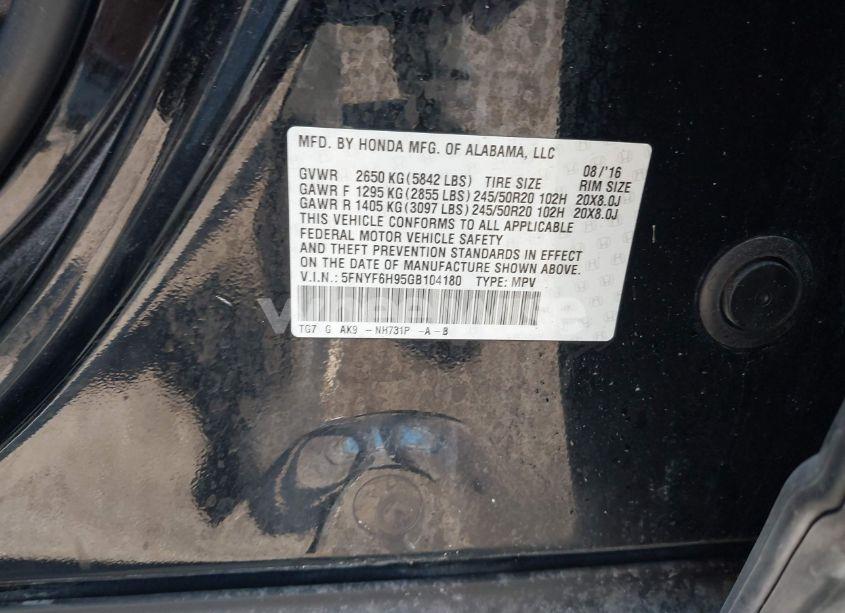 MFD. BY HONDA MFG. OF ALABAMA, LLC 08/'16
GVWR 2650 KG(5842 LBS) TIRE SIZE RIM SIZE
GAWR F 1295 KG(2855 LBS)245/50R20 102H 20X8.0J
GAWR R 1405 KG(3097 LBS)245/50R20 102H 20X8.0J
THIS VEHICLE CONFORMS TO ALL APPLICABLE
FEDERAL MOTOR VEHICLE SAFETY
AND THEFT PREVENTION STANDARDS IN EFFECT
ON THE DATE OF MANUFACTURE SHOWN ABOVE.
V.I.N.: 5FNYF6H95GB104180 TYPE: MPV
TG7 G AK9 -NH731P -A-B